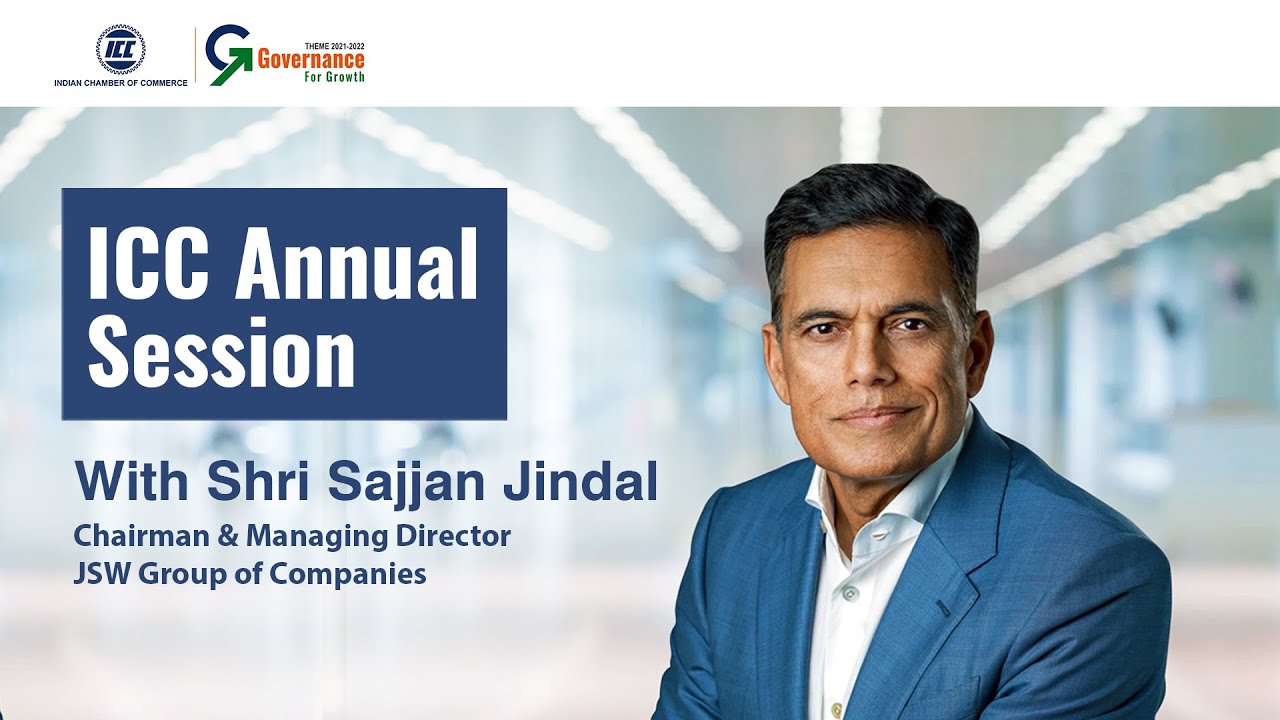 ICC
INDIAN CHAMBER OF COMMERCE
THEME 2021-2022
Governance
For Growth
ICC Annual
Session
With Shri Sajjan Jindal
Chairman & Managing Director
JSW Group of Companies